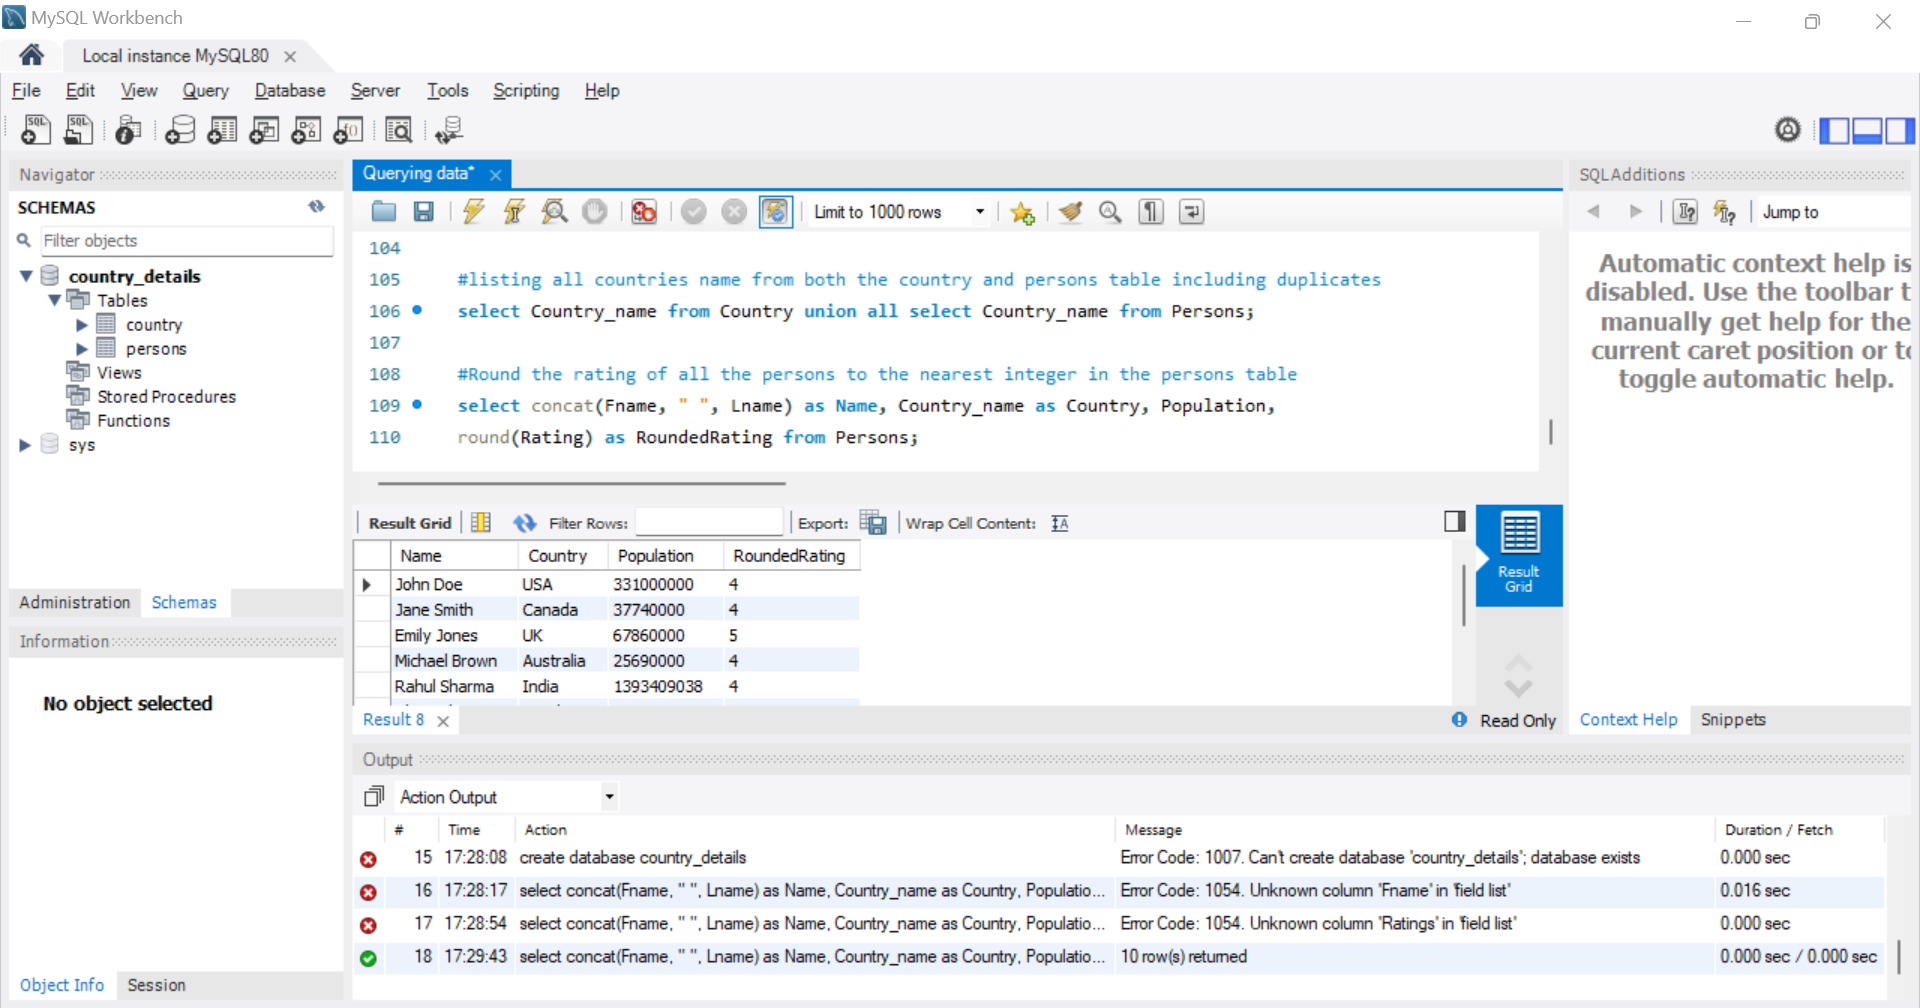 MySQL Workbench
Local instance MySQL80
File Edit View Query Database Server Tools Scripting Help
Navigator
SCHEMAS
Filter objects
country_details
Tables
country
persons
Views
Stored Procedures
Functions
sys
Administration Schemas
Information
No object selected
Object Info Session
Querying data*
Limit to 1000 rows
104
105 #listing all countries name from both the country and persons table including duplicates
106 select Country_name from Country union all select Country_name from Persons;
107
108 #Round the rating of all the persons to the nearest integer in the persons table
109 select concat(Fname, " ", Lname) as Name, Country_name as Country, Population,
110 round(Rating) as RoundedRating from Persons;
Result Grid Filter Rows: Export: Wrap Cell Content:
Name Country Population RoundedRating
John Doe USA 331000000 4
Jane Smith Canada 37740000 4
Emily Jones UK 67860000 5
Michael Brown Australia 25690000 4
Rahul Sharma India 1393409038 4
Result
Grid
Result 8
Read Only
SQLAdditions
Jump to
Automatic context help is
disabled. Use the toolbar t
manually get help for the
current caret position or to
toggle automatic help.
Context Help Snippets
Output
Action Output
# Time Action Message Duration / Fetch
15 17:28:08 create database country_details Error Code: 1007. Can't create database 'country_details'; database exists 0.000 sec
16 17:28:17 select concat(Fname, " ", Lname) as Name, Country_name as Country, Populatio... Error Code: 1054. Unknown column 'Fname' in 'field list' 0.016 sec
17 17:28:54 select concat(Fname, " ", Lname) as Name, Country_name as Country, Populatio... Error Code: 1054. Unknown column 'Ratings' in 'field list' 0.000 sec
18 17:29:43 select concat(Fname, " ", Lname) as Name, Country_name as Country, Populatio... 10 row(s) returned 0.000 sec / 0.000 sec